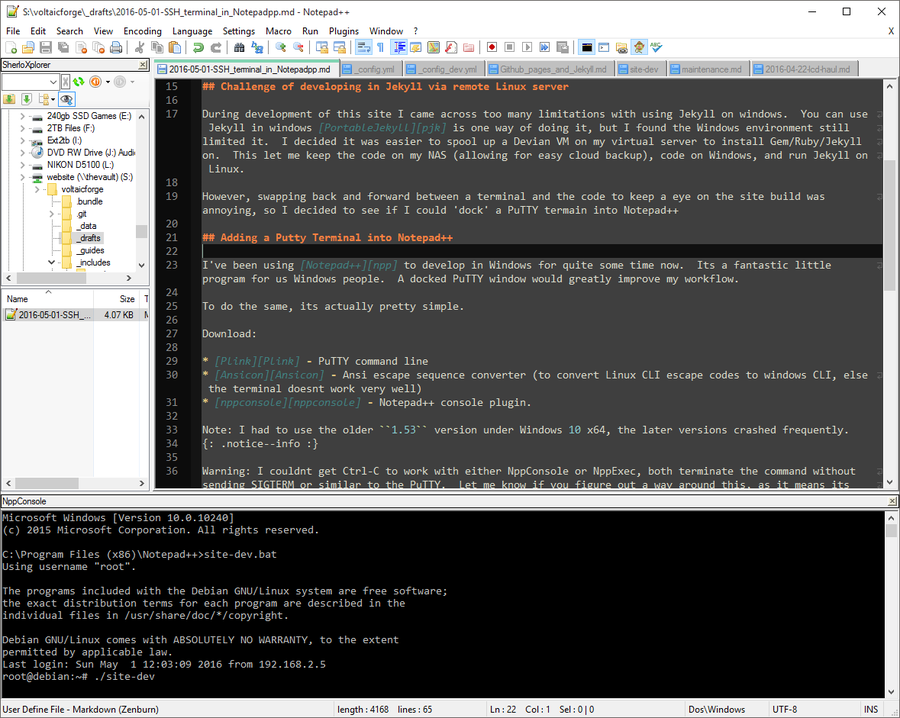 S:\voltaicforge\_drafts\2016-05-01-SSH_terminal_in_Notepadpp.md - Notepad++
File Edit Search View Encoding Language Settings Macro Run Plugins Window ? X
SherloXplorer
2016-05-01-SSH_terminal_in_Notepadpp.md _config.yml _config_dev.yml Github_pages_and_Jekyll.md site-dev maintenance.md 2016-04-22-lcd-haul.md
240gb SSD Games (E:)
2TB Files (F:)
Ext2tb (I:)
DVD RW Drive (J:) Audi
NIKON D5100 (L:)
website (\\thevault) (S:)
voltaicforge
.bundle
.git
_data
_drafts
_guides
_includes
Name Size T
2016-05-01-SSH_... 4.07 KB M
15 ## Challenge of developing in Jekyll via remote Linux server
16
17 During development of this site I came across too many limitations with using Jekyll on windows.  You can use
Jekyll in windows [PortableJekyll][pjk] is one way of doing it, but I found the Windows environment still
limited it.  I decided it was easier to spool up a Devian VM on my virtual server to install Gem/Ruby/Jekyll
on.  This let me keep the code on my NAS (allowing for easy cloud backup), code on Windows, and run Jekyll on
Linux.
18
19 However, swapping back and forward between a terminal and the code to keep a eye on the site build was
annoying, so I decided to see if I could 'dock' a PuTTY termain into Notepad++
20
21 ## Adding a Putty Terminal into Notepad++
22
23 I've been using [Notepad++][npp] to develop in Windows for quite some time now.  Its a fantastic little
program for us Windows people.  A docked PuTTY window would greatly improve my workflow.
24
25 To do the same, its actually pretty simple.
26
27 Download:
28
29 * [PLink][PLink] - PuTTY command line
30 * [Ansicon][Ansicon] - Ansi escape sequence converter (to convert Linux CLI escape codes to windows CLI, else
the terminal doesnt work very well)
31 * [nppconsole][nppconsole] - Notepad++ console plugin.
32
33 Note: I had to use the older ``1.53`` version under Windows 10 x64, the later versions crashed frequently.
34 {: .notice--info :}
35
36 Warning: I couldnt get Ctrl-C to work with either NppConsole or NppExec, both terminate the command without
sending SIGTERM or similar to the PuTTY.  Let me know if you figure out a way around this, as it means its
NppConsole
Microsoft Windows [Version 10.0.10240]
(c) 2015 Microsoft Corporation. All rights reserved.
C:\Program Files (x86)\Notepad++>site-dev.bat
Using username "root".
The programs included with the Debian GNU/Linux system are free software;
the exact distribution terms for each program are described in the
individual files in /usr/share/doc/*/copyright.
Debian GNU/Linux comes with ABSOLUTELY NO WARRANTY, to the extent
permitted by applicable law.
Last login: Sun May  1 12:03:09 2016 from 192.168.2.5
root@debian:~# ./site-dev
User Define File - Markdown (Zenburn) length : 4168 lines : 65 Ln : 22 Col : 1 Sel : 0 | 0 Dos\Windows UTF-8 INS